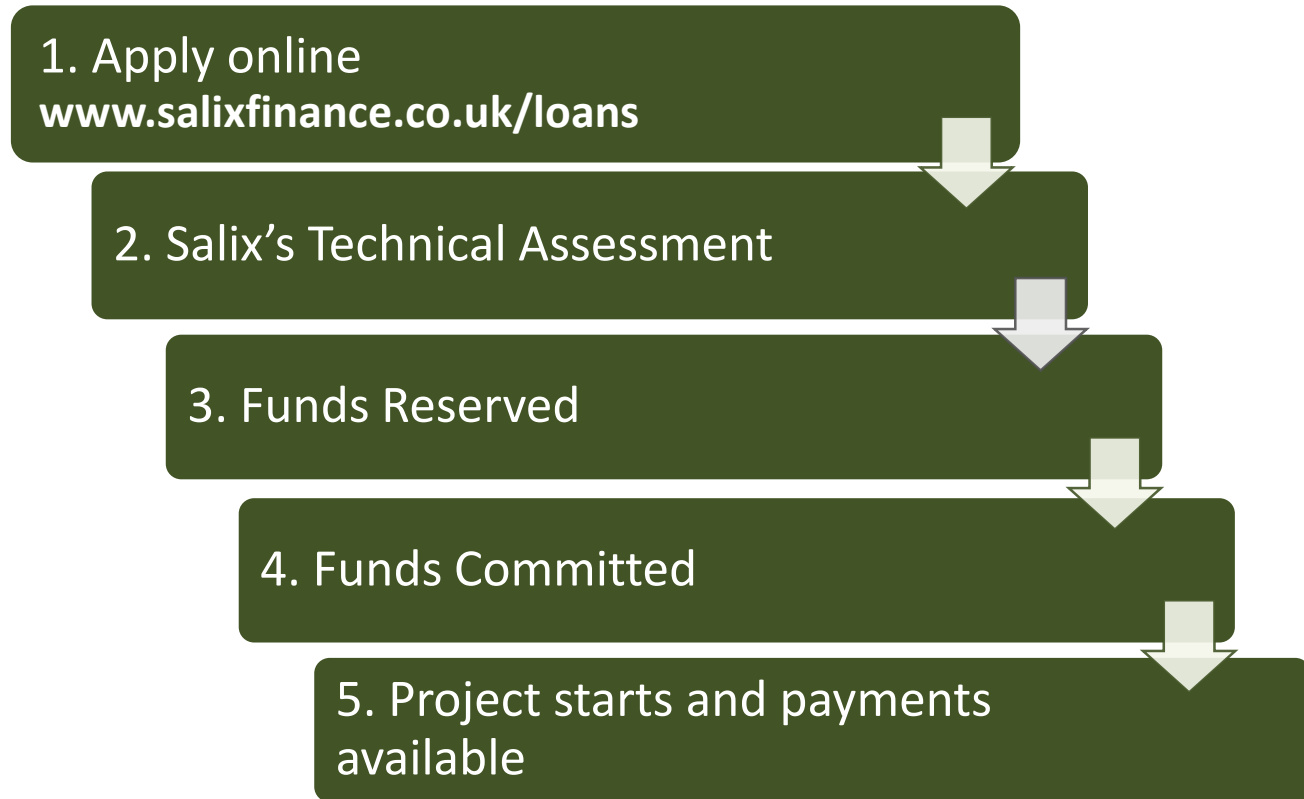 1. Apply online
www.salixfinance.co.uk/loans
2. Salix’s Technical Assessment
3. Funds Reserved
4. Funds Committed
5. Project starts and payments
available